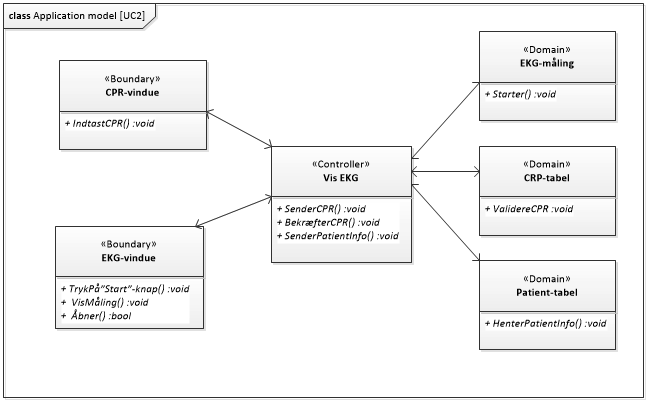 class Application model [UC2]
«Boundary»
CPR-vindue
+ IndtastCPR() :void
«Boundary»
EKG-vindue
+ TrykPå"Start"-knap() :void
+ VisMåling() :void
+ Åbner() :bool
«Controller»
Vis EKG
+ SenderCPR() :void
+ BekræfterCPR() :void
+ SenderPatientInfo() :void
«Domain»
EKG-måling
+ Starter() :void
«Domain»
CRP-tabel
+ ValidereCPR :void
«Domain»
Patient-tabel
+ HenterPatientInfo() :void